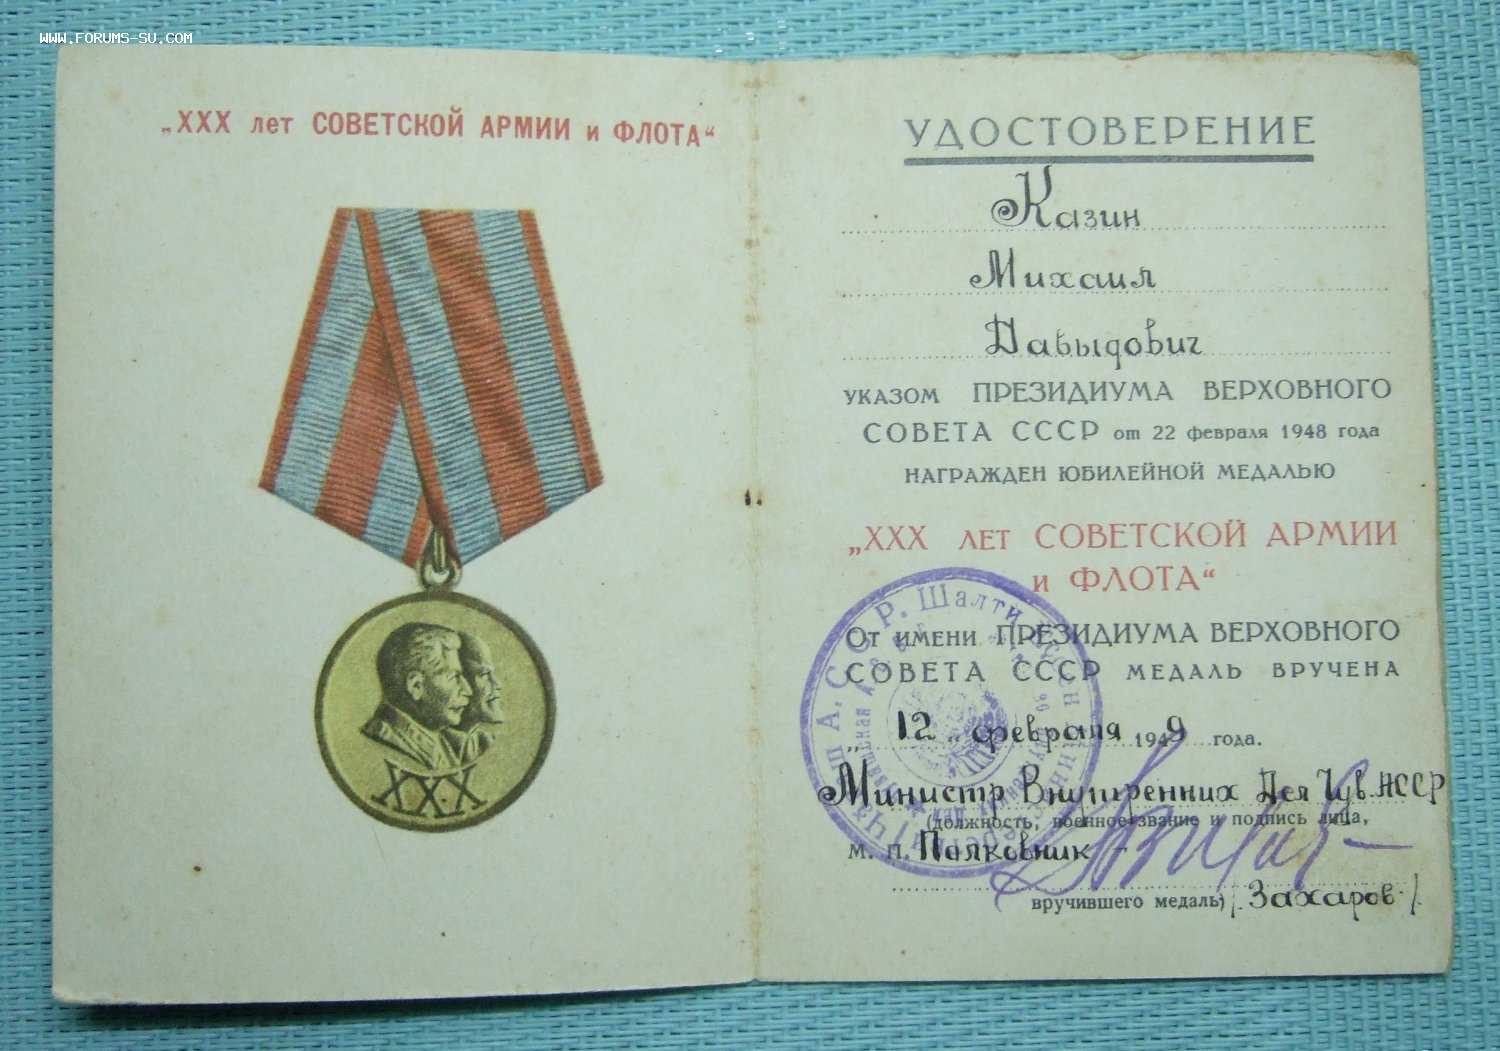 www.FORUMS-SU.COM
„XXX лет СОВЕТСКОЙ АРМИИ и ФЛОТА“
XXX
УДОСТОВЕРЕНИЕ
Казин
Михаил
Давыдович
УКАЗОМ ПРЕЗИДИУМА ВЕРХОВНОГО
СОВЕТА СССР от 22 февраля 1948 года
НАГРАЖДЕН ЮБИЛЕЙНОЙ МЕДАЛЬЮ
„XXX ЛЕТ СОВЕТСКОЙ АРМИИ
и ФЛОТА“
От имени ПРЕЗИДИУМА ВЕРХОВНОГО
СОВЕТА СССР МЕДАЛЬ ВРУЧЕНА
„12„ февраля 1949 года.
Министр Внутренних Дел Чув. АССР
(должность, военное звание и подпись лица,
М. П. Полковник -
вручившего медаль) /Захаров./
А.С.С.Р. Шалти